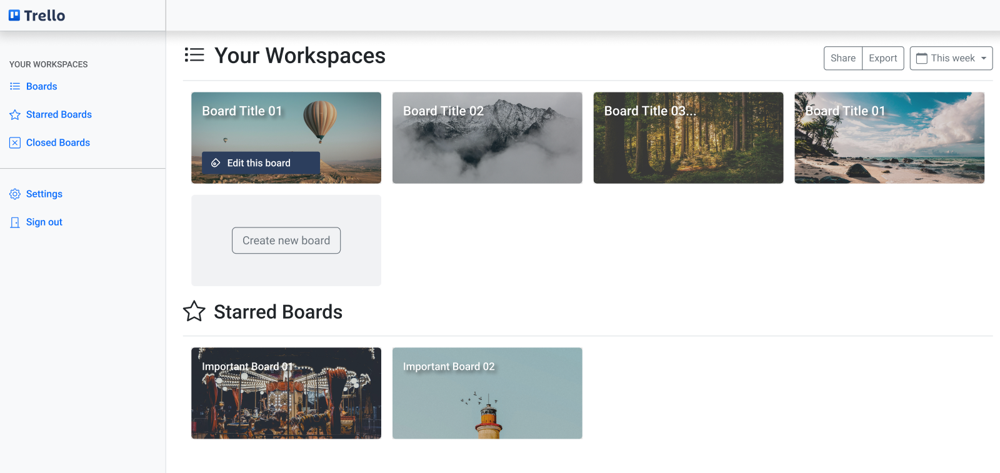 Trello
YOUR WORKSPACES
Boards
Starred Boards
Closed Boards
Settings
Sign out
Your Workspaces
Share
Export
This week
Board Title 01
Edit this board
Board Title 02
Board Title 03...
Board Title 01
Create new board
Starred Boards
Important Board 01
Important Board 02